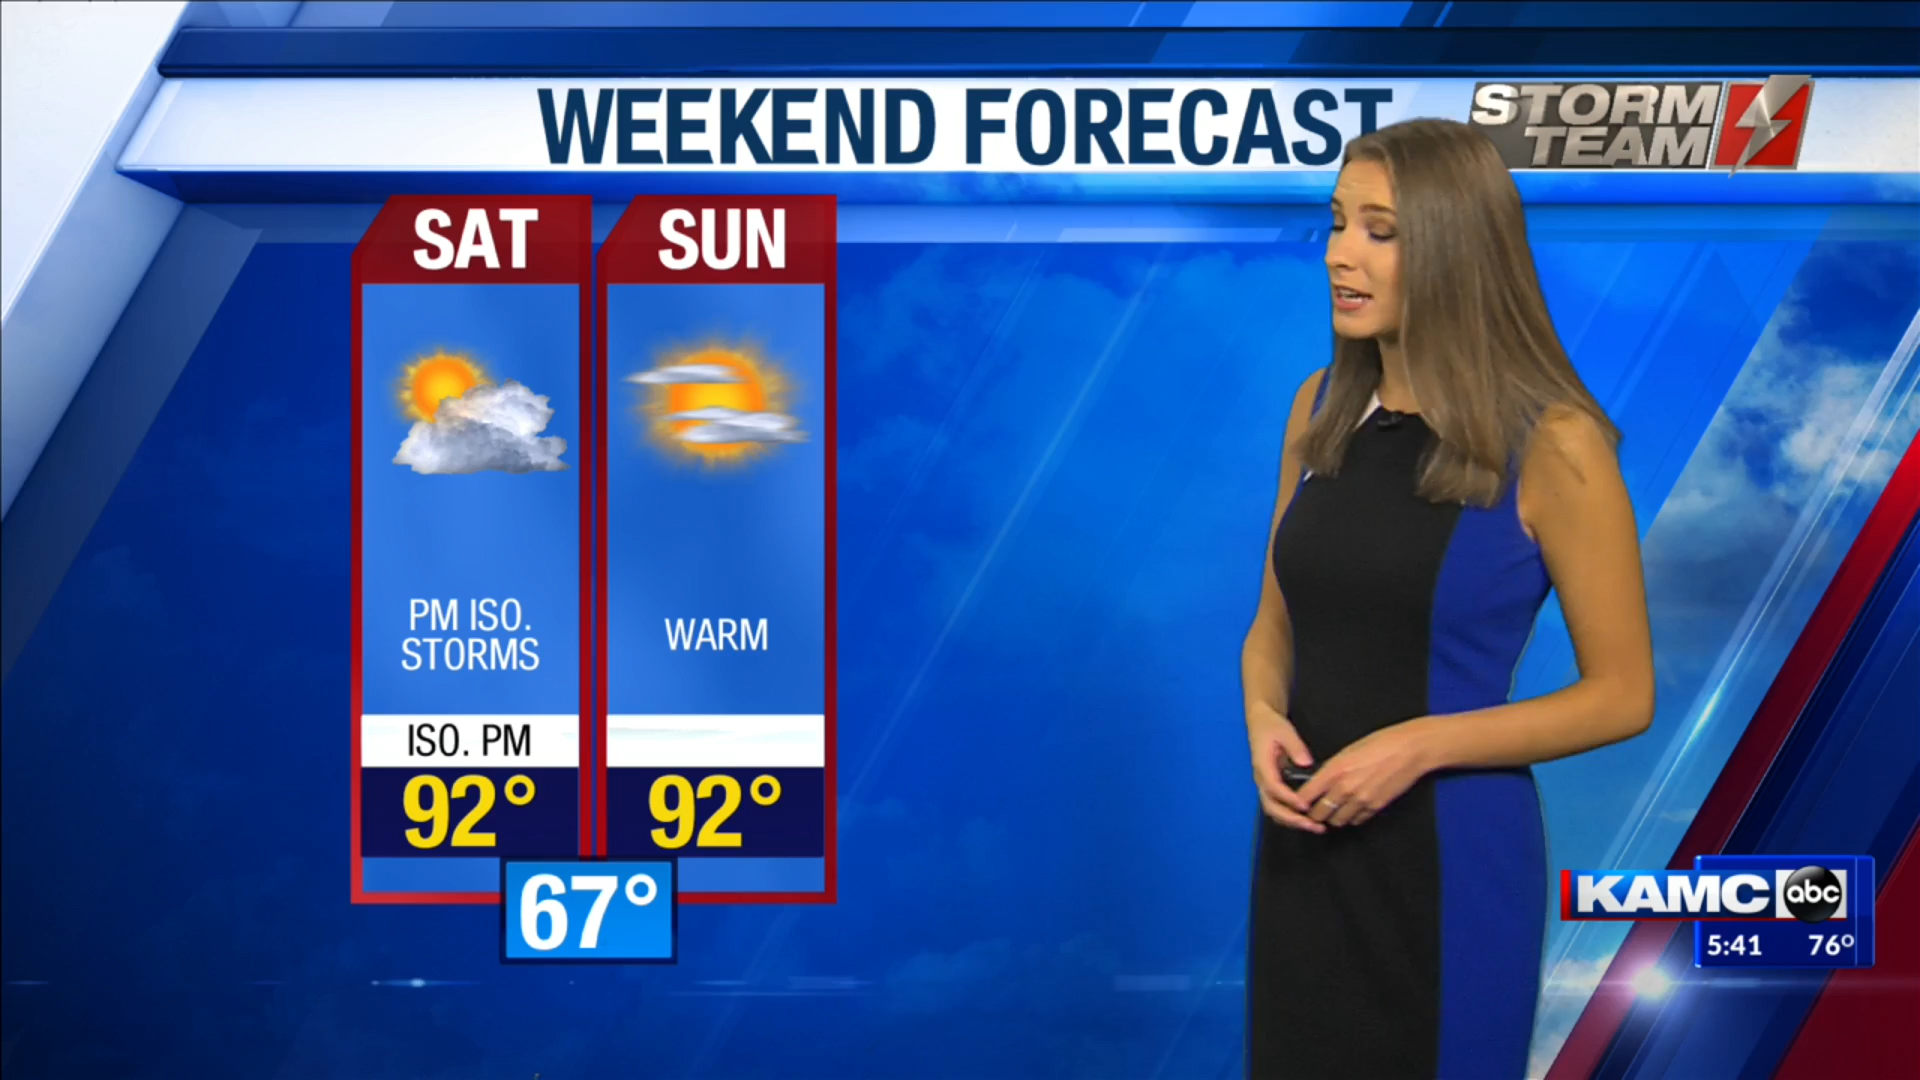 WEEKEND FORECAST
STORM
TEAM
SAT
SUN
PM ISO.
STORMS
WARM
ISO. PM
92°
92°
67°
KAMC abc
5:41 76°